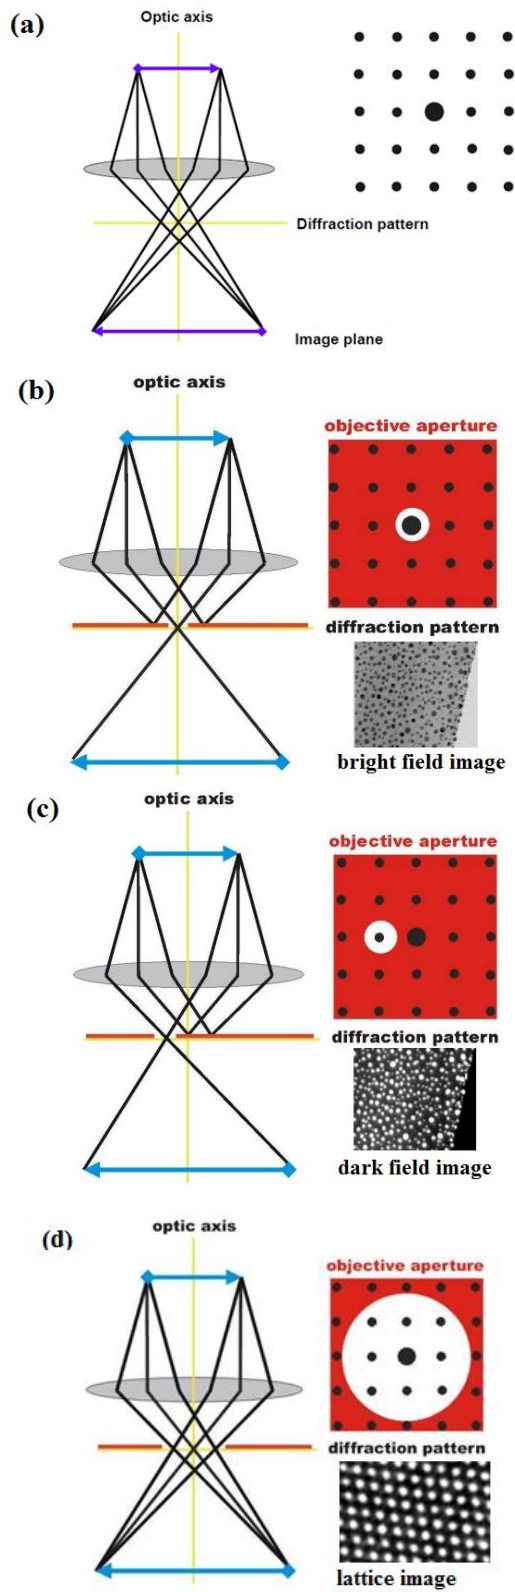 (a)
Optic axis
Diffraction pattern
Image plane
(b)
optic axis
objective aperture
diffraction pattern
bright field image
(c)
optic axis
objective aperture
diffraction pattern
dark field image
(d)
optic axis
objective aperture
diffraction pattern
lattice image